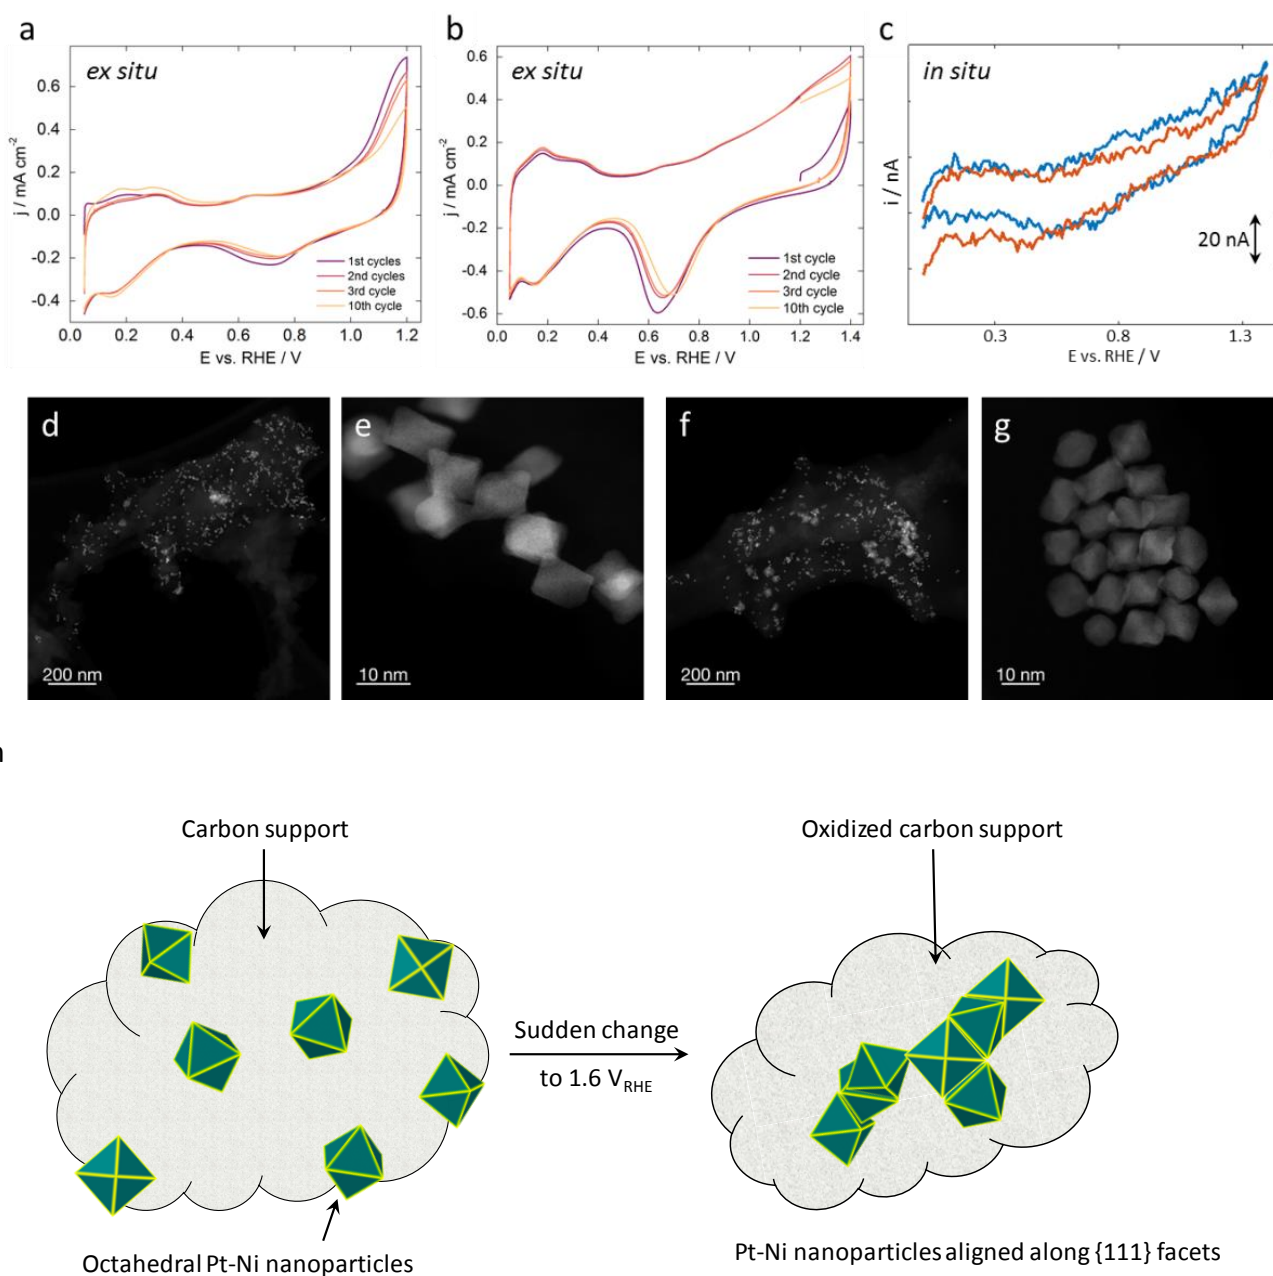 a
ex situ
j / mA cm-2
0.6
0.4
0.2
0.0
-0.2
-0.4
1st cycles
2nd cycles
3rd cycle
10th cycle
0.0 0.2 0.4 0.6 0.8 1.0 1.2
E vs. RHE / V
b
ex situ
j / mA cm-2
0.6
0.4
0.2
0.0
-0.2
-0.4
-0.6
1st cycle
2nd cycle
3rd cycle
10th cycle
0.0 0.2 0.4 0.6 0.8 1.0 1.2 1.4
E vs. RHE / V
c
in situ
i / nA
20 nA
0.3 0.8 1.3
E vs. RHE / V
d
200 nm
e
10 nm
f
200 nm
g
10 nm
Carbon support
Oxidized carbon support
Sudden change
to 1.6 VRHE
Octahedral Pt-Ni nanoparticles
Pt-Ni nanoparticles aligned along {111} facets